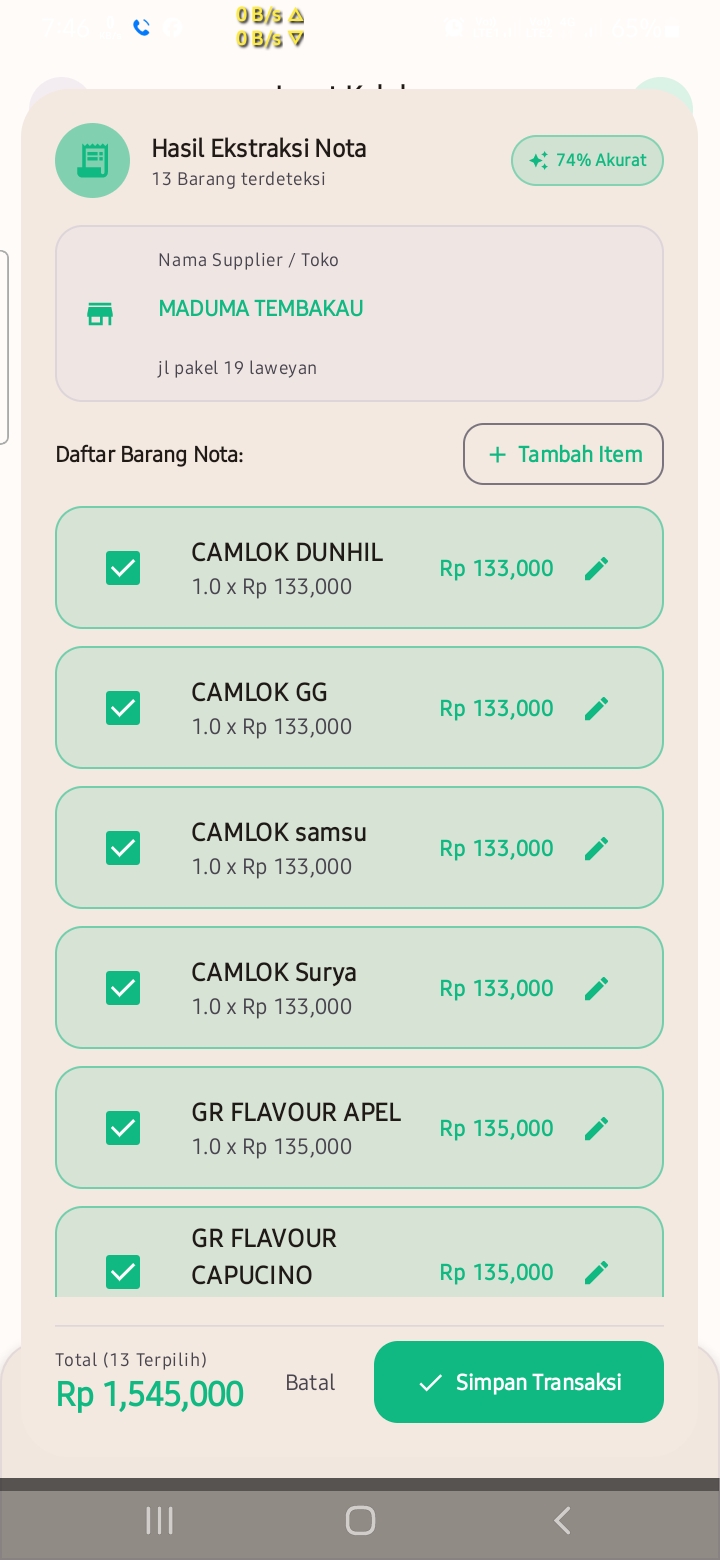 0 B/s △
0 B/s ▽
Hasil Ekstraksi Nota
13 Barang terdeteksi
74% Akurat
Nama Supplier / Toko
MADUMA TEMBAKAU
jl pakel 19 laweyan
Daftar Barang Nota:
+ Tambah Item
CAMLOK DUNHIL
1.0 x Rp 133,000
Rp 133,000
CAMLOK GG
1.0 x Rp 133,000
Rp 133,000
CAMLOK samsu
1.0 x Rp 133,000
Rp 133,000
CAMLOK Surya
1.0 x Rp 133,000
Rp 133,000
GR FLAVOUR APEL
1.0 x Rp 135,000
Rp 135,000
GR FLAVOUR
CAPUCINO
Rp 135,000
Total (13 Terpilih)
Rp 1,545,000
Batal
Simpan Transaksi